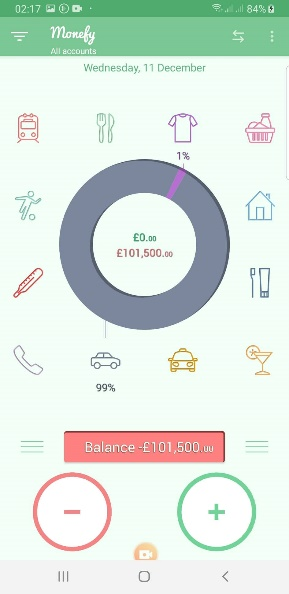 02:17
84%
Monefy
All accounts
Wednesday, 11 December
1%
£0.00
£101,500.00
99%
Balance -£101,500.00